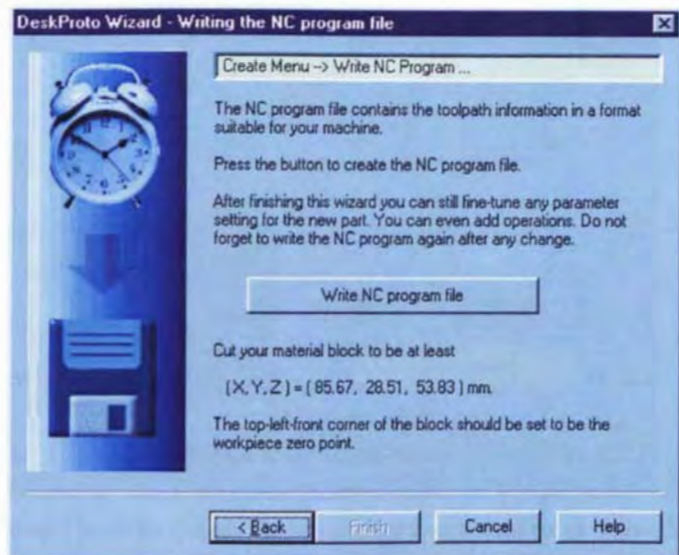 DeskProto Wizard - Writing the NC program file
Create Menu --> Write NC Program ...
The NC program file contains the toolpath information in a format
suitable for your machine.
Press the button to create the NC program file.
After finishing this wizard you can still fine-tune any parameter
setting for the new part. You can even add operations. Do not
forget to write the NC program again after any change.
Write NC program file
Cut your material block to be at least
(X, Y, Z ) = ( 85.67, 28.51, 53.83 ) mm.
The top-left-front corner of the block should be set to be the
workpiece zero point.
< Back Finish Cancel Help